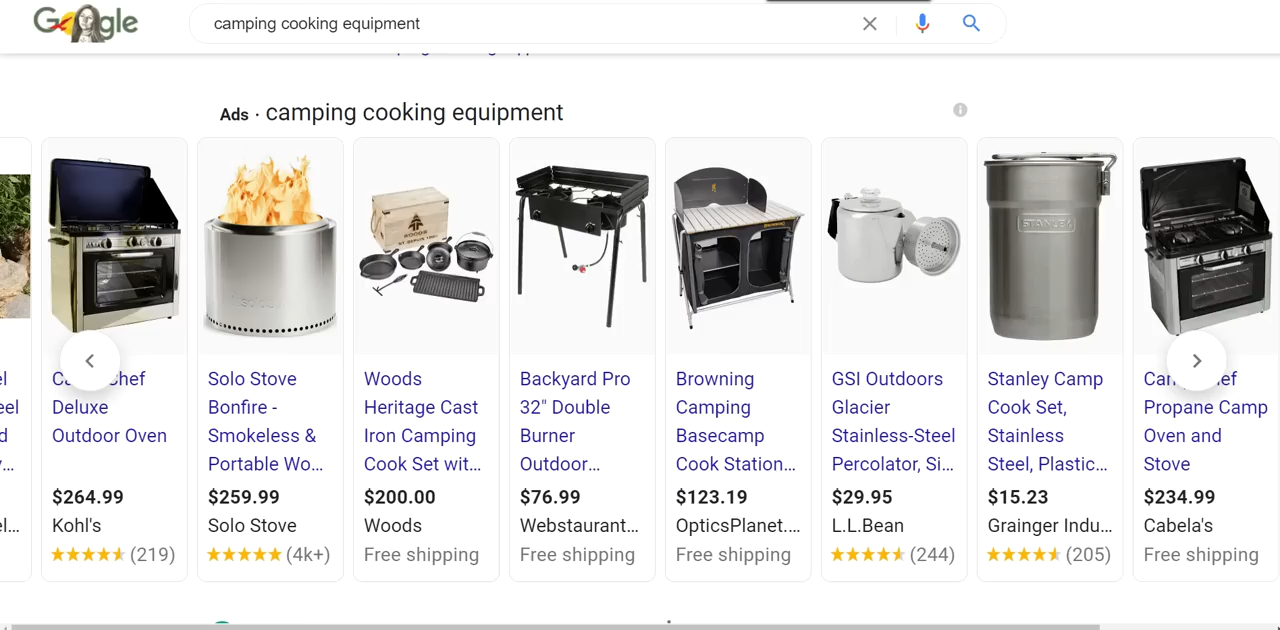 Google
camping cooking equipment
Ads · camping cooking equipment
Deluxe
Outdoor Oven
$264.99
Kohl's
(219)
Solo Stove
Bonfire -
Smokeless &
Portable Wo...
$259.99
Solo Stove
(4k+)
WOODS
Woods
Heritage Cast
Iron Camping
Cook Set wit...
$200.00
Woods
Free shipping
Backyard Pro
32" Double
Burner
Outdoor...
$76.99
Webstaurant...
Free shipping
BROWNING
Browning
Camping
Basecamp
Cook Station...
$123.19
OpticsPlanet....
Free shipping
GSI Outdoors
Glacier
Stainless-Steel
Percolator, Si...
$29.95
L.L.Bean
(244)
STANLEY
Stanley Camp
Cook Set,
Stainless
Steel, Plastic...
$15.23
Grainger Indu...
(205)
Propane Camp
Oven and
Stove
$234.99
Cabela's
Free shipping